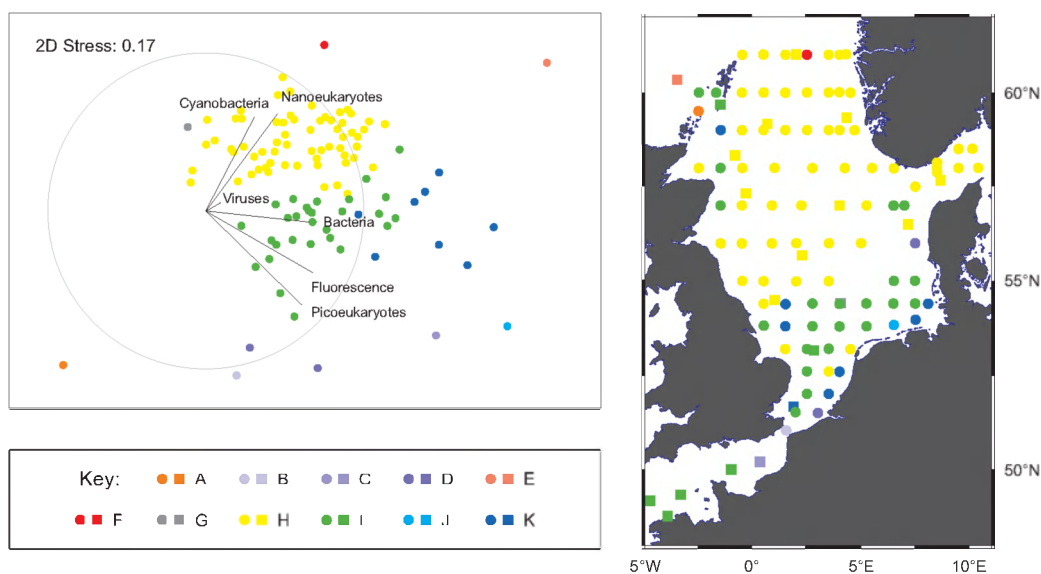 2D Stress: 0.17
Cyanobacteria
Nanoeukaryotes
Viruses
Bacteria
Fluorescence
Picoeukaryotes
Key: A B C D E
F G H I J K
60°N
55°N
50°N
5°W 0° 5°E 10°E